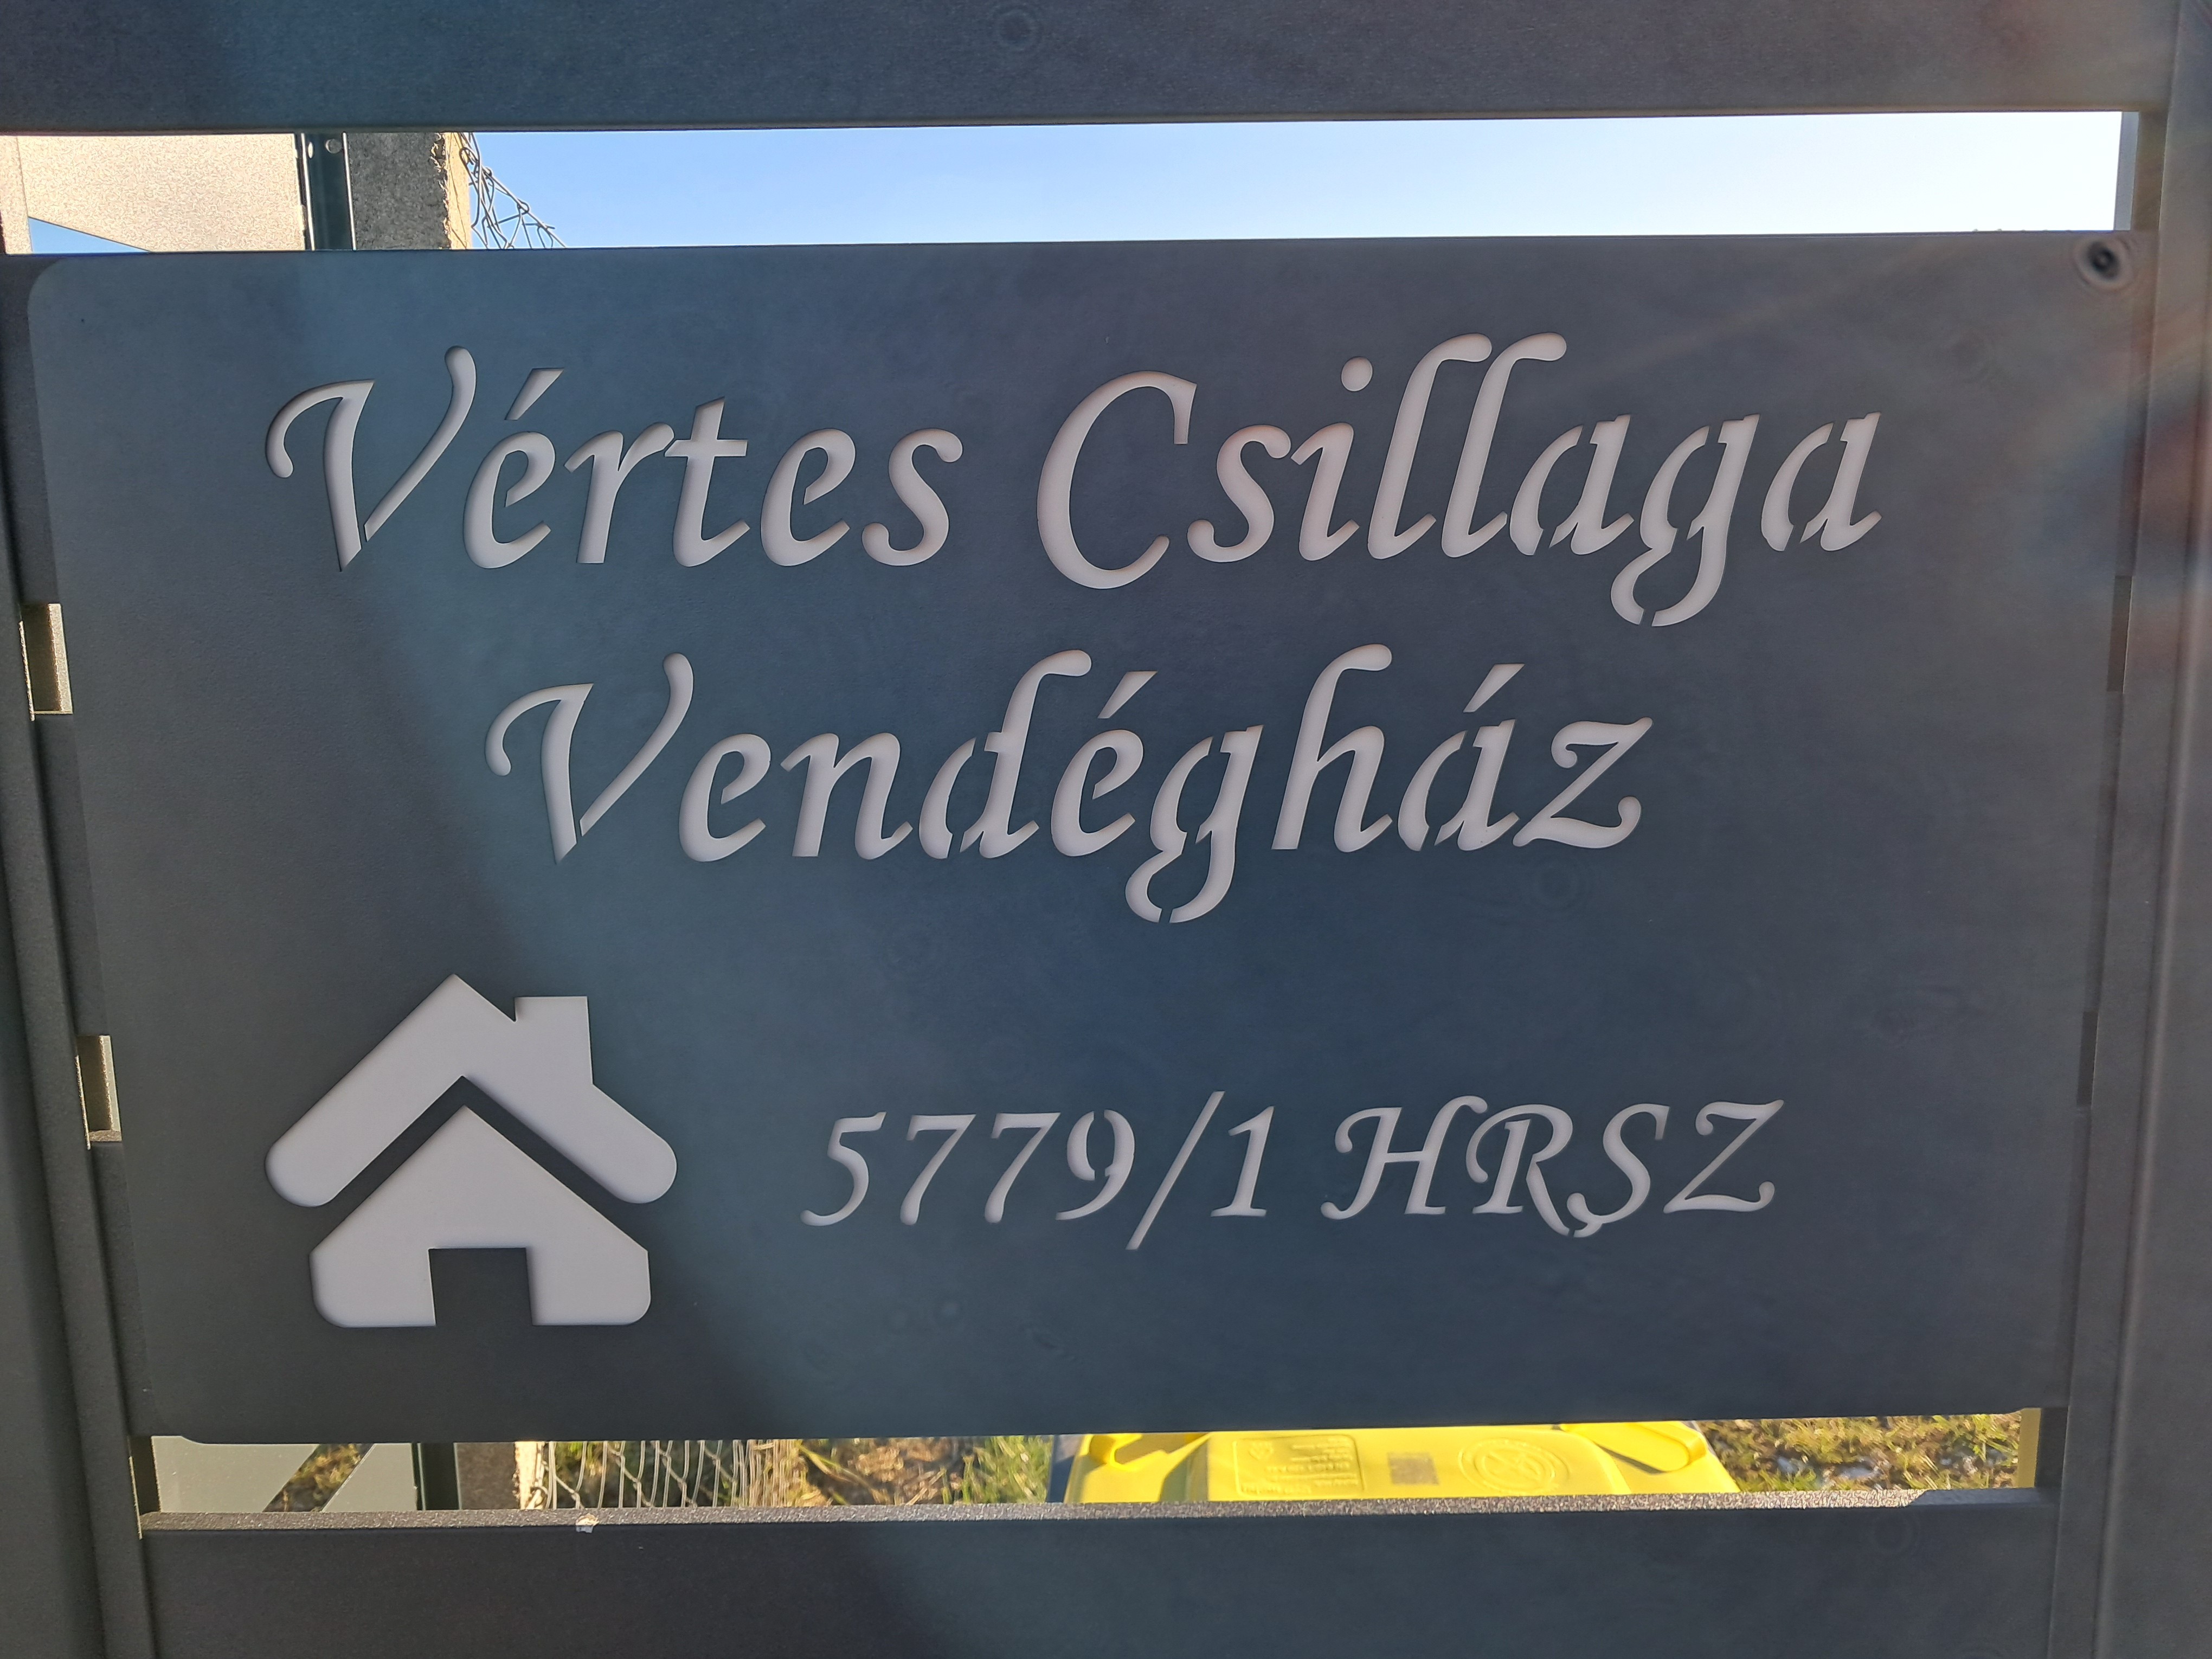 Vértes Csillaga
Vendégház
5779/1 HRSZ